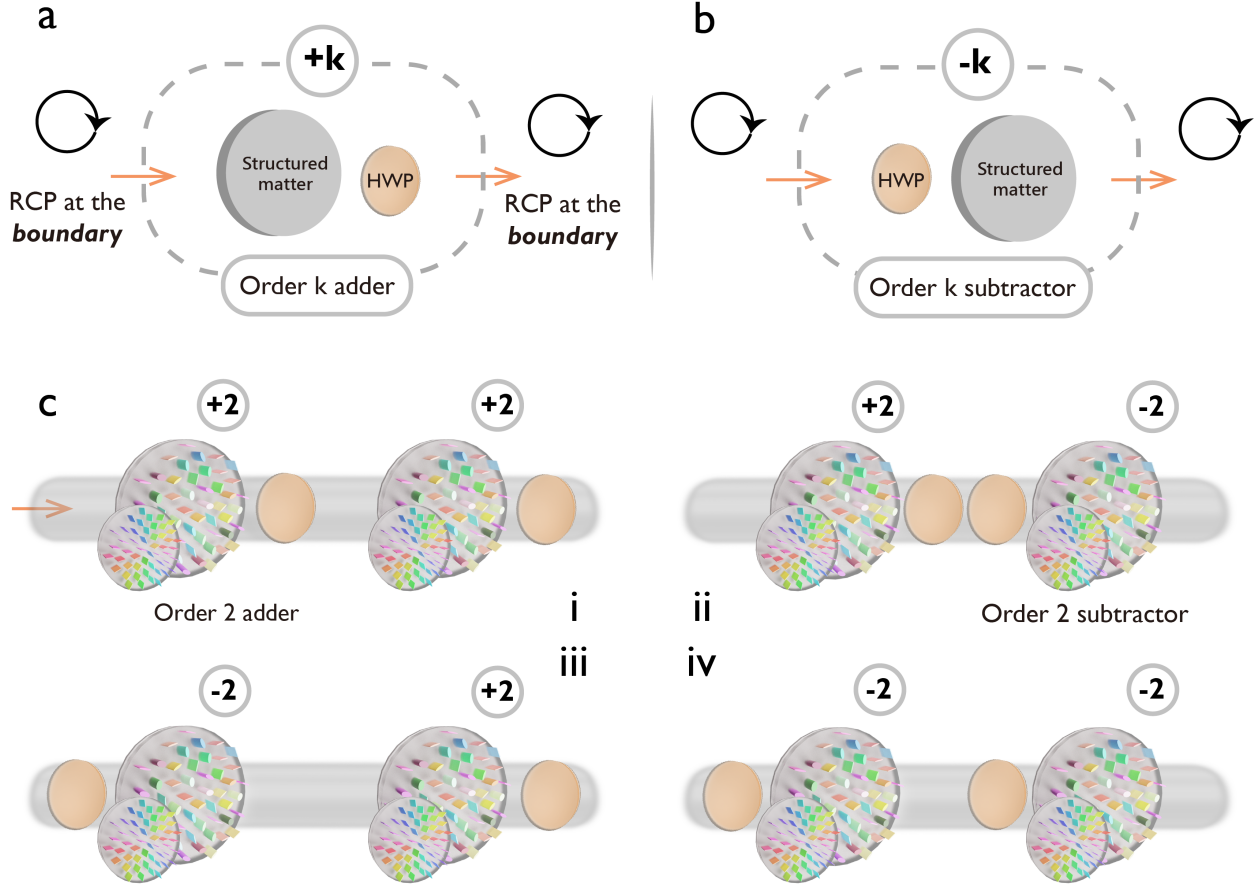 a
+k
Structured
matter
HWP
RCP at the
boundary
RCP at the
boundary
Order k adder
b
-k
HWP
Structured
matter
Order k subtractor
c
+2
+2
Order 2 adder
i
+2
-2
ii
Order 2 subtractor
iii
-2
+2
iv
-2
-2